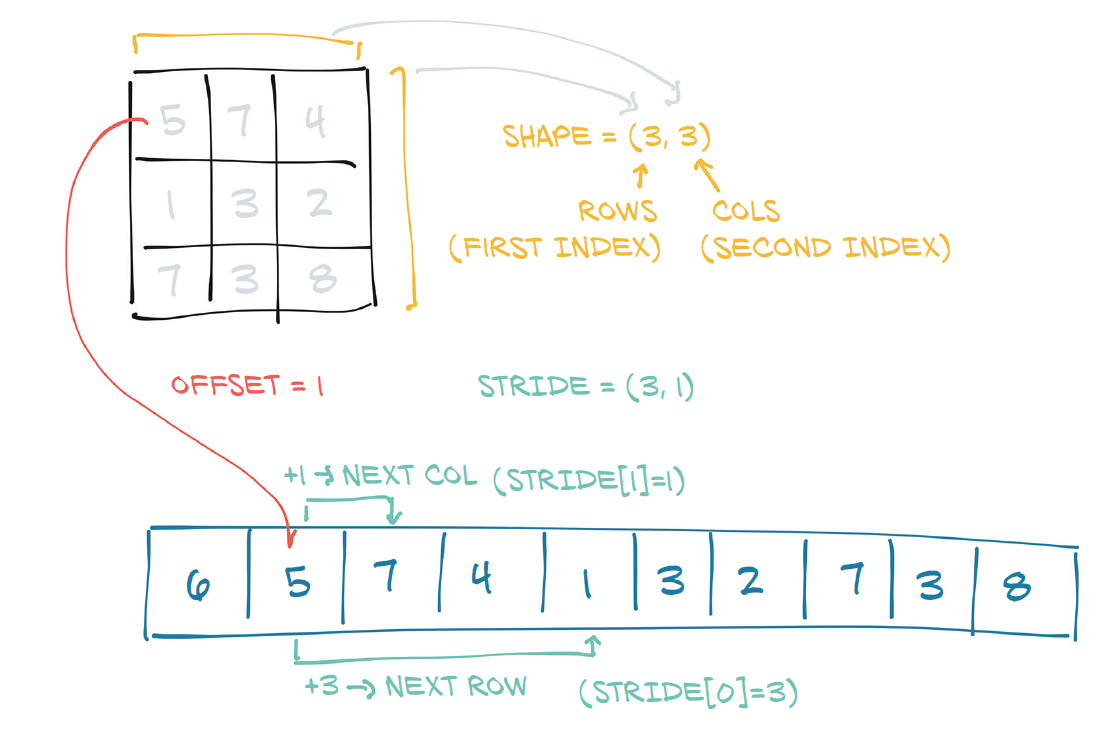 5 7 4
SHAPE = (3, 3)
1 3 2
ROWS COLS
(FIRST INDEX) (SECOND INDEX)
7 3 8
OFFSET = 1 STRIDE = (3, 1)
+1 → NEXT COL (STRIDE[1]=1)
6 5 7 4 1 3 2 7 3 8
+3 → NEXT ROW (STRIDE[0]=3)